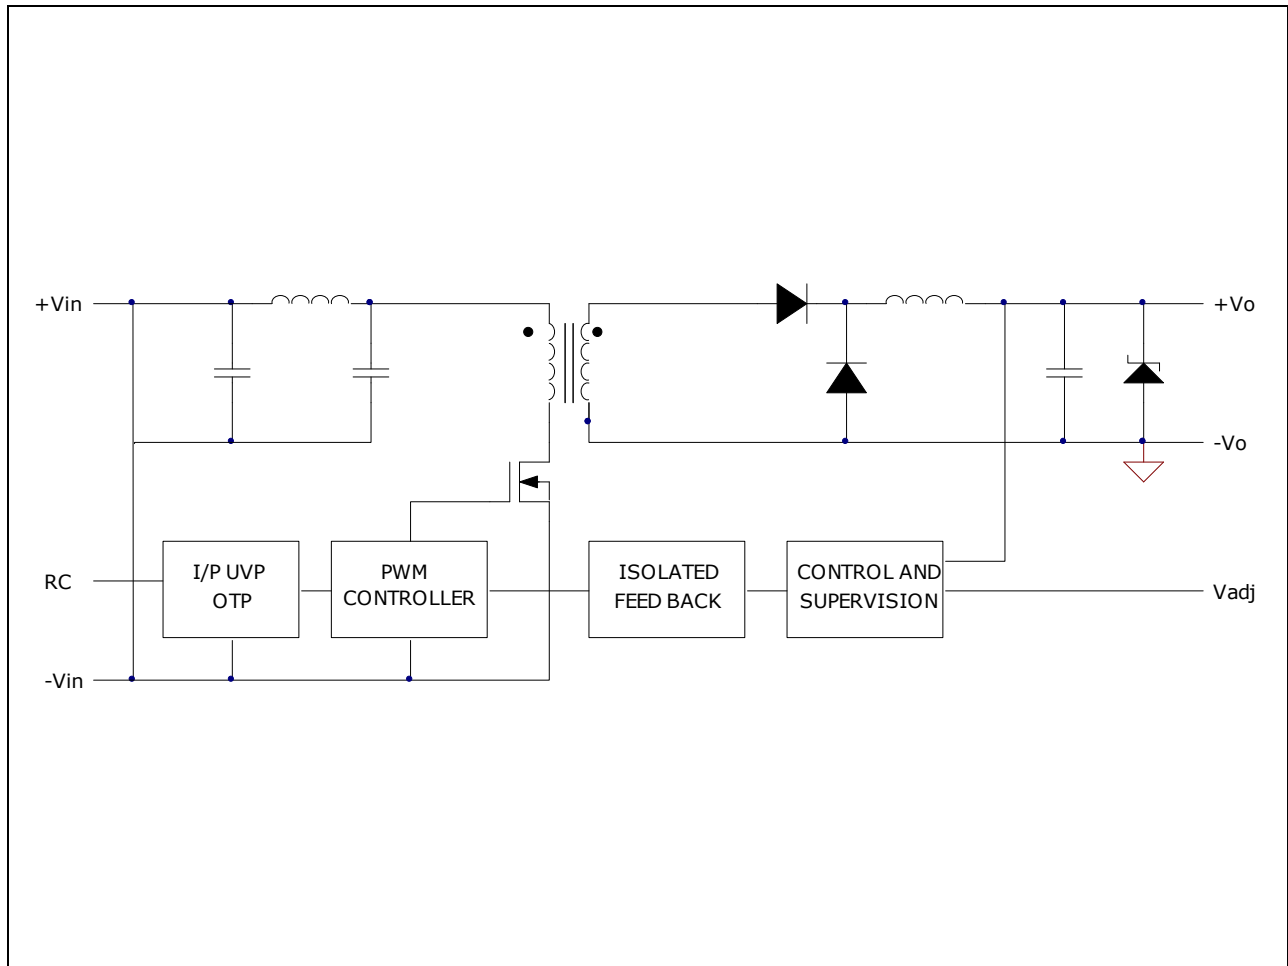 +Vin
+Vo
-Vo
RC
I/P UVP
OTP
PWM
CONTROLLER
ISOLATED
FEED BACK
CONTROL AND
SUPERVISION
Vadj
-Vin